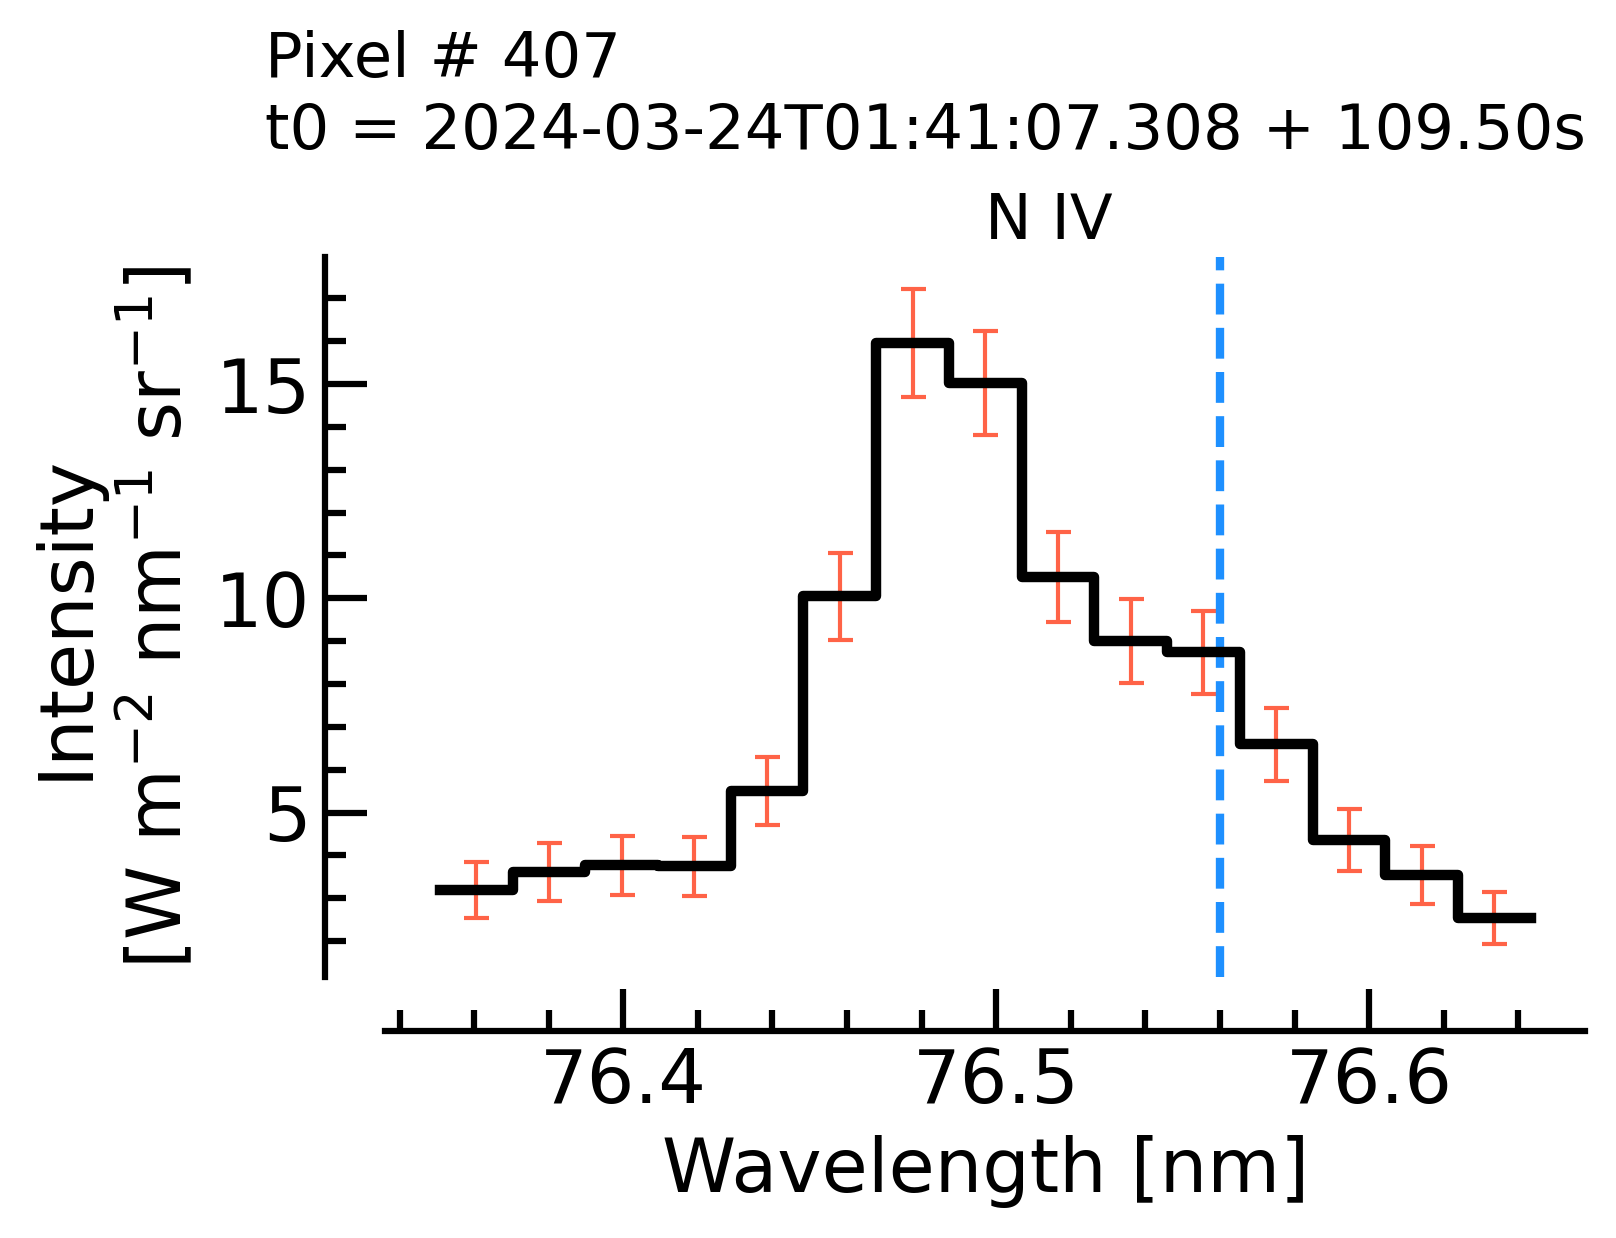 Pixel # 407
t0 = 2024-03-24T01:41:07.308 + 109.50s
N IV
Intensity
[W m⁻² nm⁻¹ sr⁻¹]
15
10
5
76.4 76.5 76.6
Wavelength [nm]